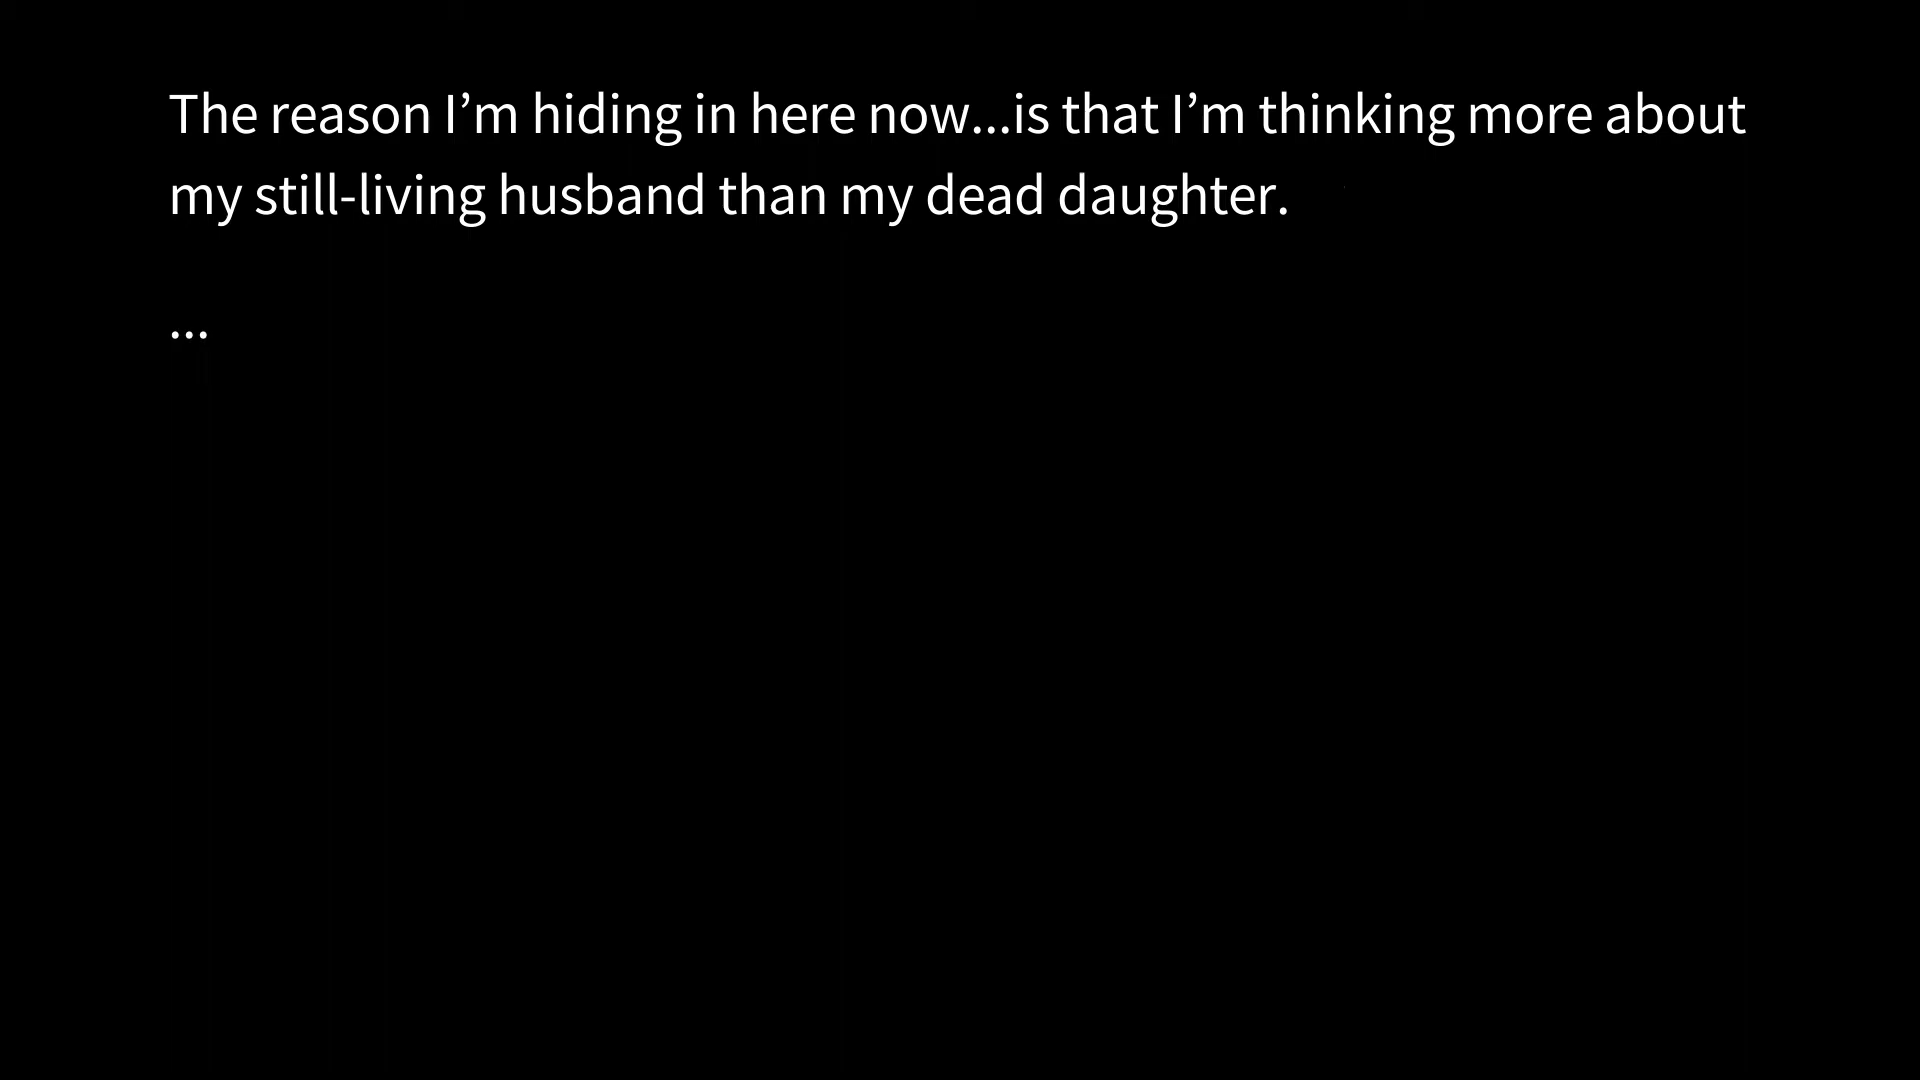 The reason I’m hiding in here now...is that I’m thinking more about
my still-living husband than my dead daughter.
...